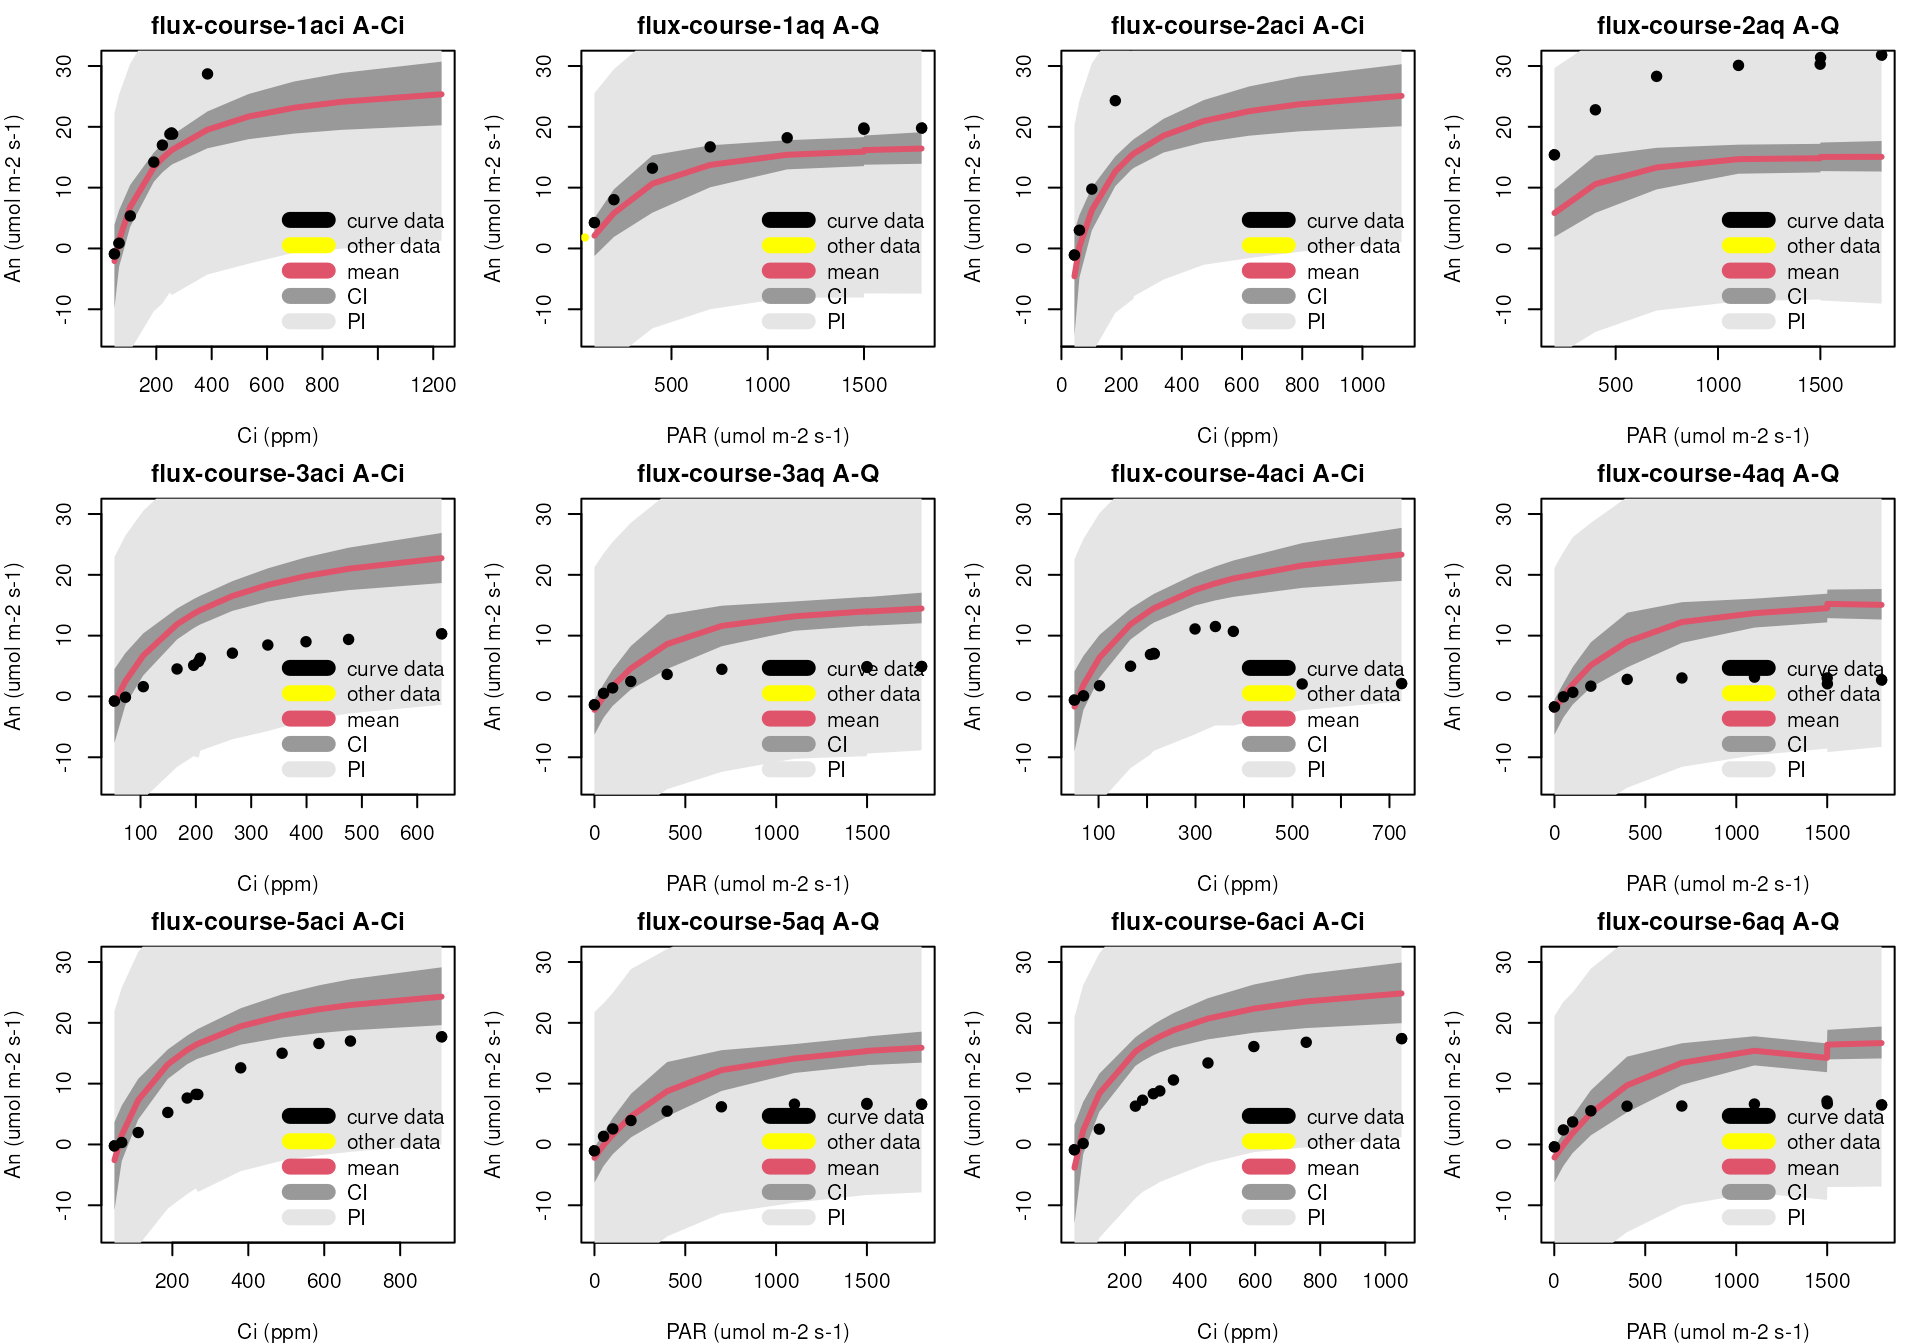 flux-course-1aci A-Ci
An (umol m-2 s-1)
30
20
10
0
-10
curve data
other data
mean
CI
PI
200 400 600 800 1200
Ci (ppm)
flux-course-1aq A-Q
An (umol m-2 s-1)
30
20
10
0
-10
curve data
other data
mean
CI
PI
500 1000 1500
PAR (umol m-2 s-1)
flux-course-2aci A-Ci
An (umol m-2 s-1)
30
20
10
0
-10
curve data
other data
mean
CI
PI
0 200 400 600 800 1000
Ci (ppm)
flux-course-2aq A-Q
An (umol m-2 s-1)
30
20
10
0
-10
curve data
other data
mean
CI
PI
500 1000 1500
PAR (umol m-2 s-1)
flux-course-3aci A-Ci
An (umol m-2 s-1)
30
20
10
0
-10
curve data
other data
mean
CI
PI
100 200 300 400 500 600
Ci (ppm)
flux-course-3aq A-Q
An (umol m-2 s-1)
30
20
10
0
-10
curve data
other data
mean
CI
PI
0 500 1000 1500
PAR (umol m-2 s-1)
flux-course-4aci A-Ci
An (umol m-2 s-1)
30
20
10
0
-10
curve data
other data
mean
CI
PI
100 300 500 700
Ci (ppm)
flux-course-4aq A-Q
An (umol m-2 s-1)
30
20
10
0
-10
curve data
other data
mean
CI
PI
0 500 1000 1500
PAR (umol m-2 s-1)
flux-course-5aci A-Ci
An (umol m-2 s-1)
30
20
10
0
-10
curve data
other data
mean
CI
PI
200 400 600 800
Ci (ppm)
flux-course-5aq A-Q
An (umol m-2 s-1)
30
20
10
0
-10
curve data
other data
mean
CI
PI
0 500 1000 1500
PAR (umol m-2 s-1)
flux-course-6aci A-Ci
An (umol m-2 s-1)
30
20
10
0
-10
curve data
other data
mean
CI
PI
200 400 600 800 1000
Ci (ppm)
flux-course-6aq A-Q
An (umol m-2 s-1)
30
20
10
0
-10
curve data
other data
mean
CI
PI
0 500 1000 1500
PAR (umol m-2 s-1)